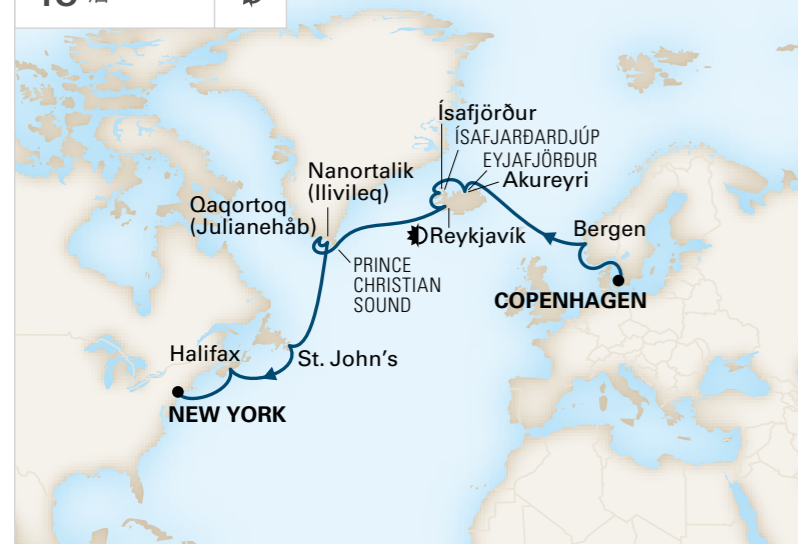 Ísafjörður
ÍSAFJARÐARDJÚP
EYJAFJÖRÐUR
Akureyri
Nanortalik
(Ilivileq)
Qaqortoq
(Julianehåb)
Reykjavík
Bergen
PRINCE
CHRISTIAN
SOUND
COPENHAGEN
Halifax
St. John's
NEW YORK